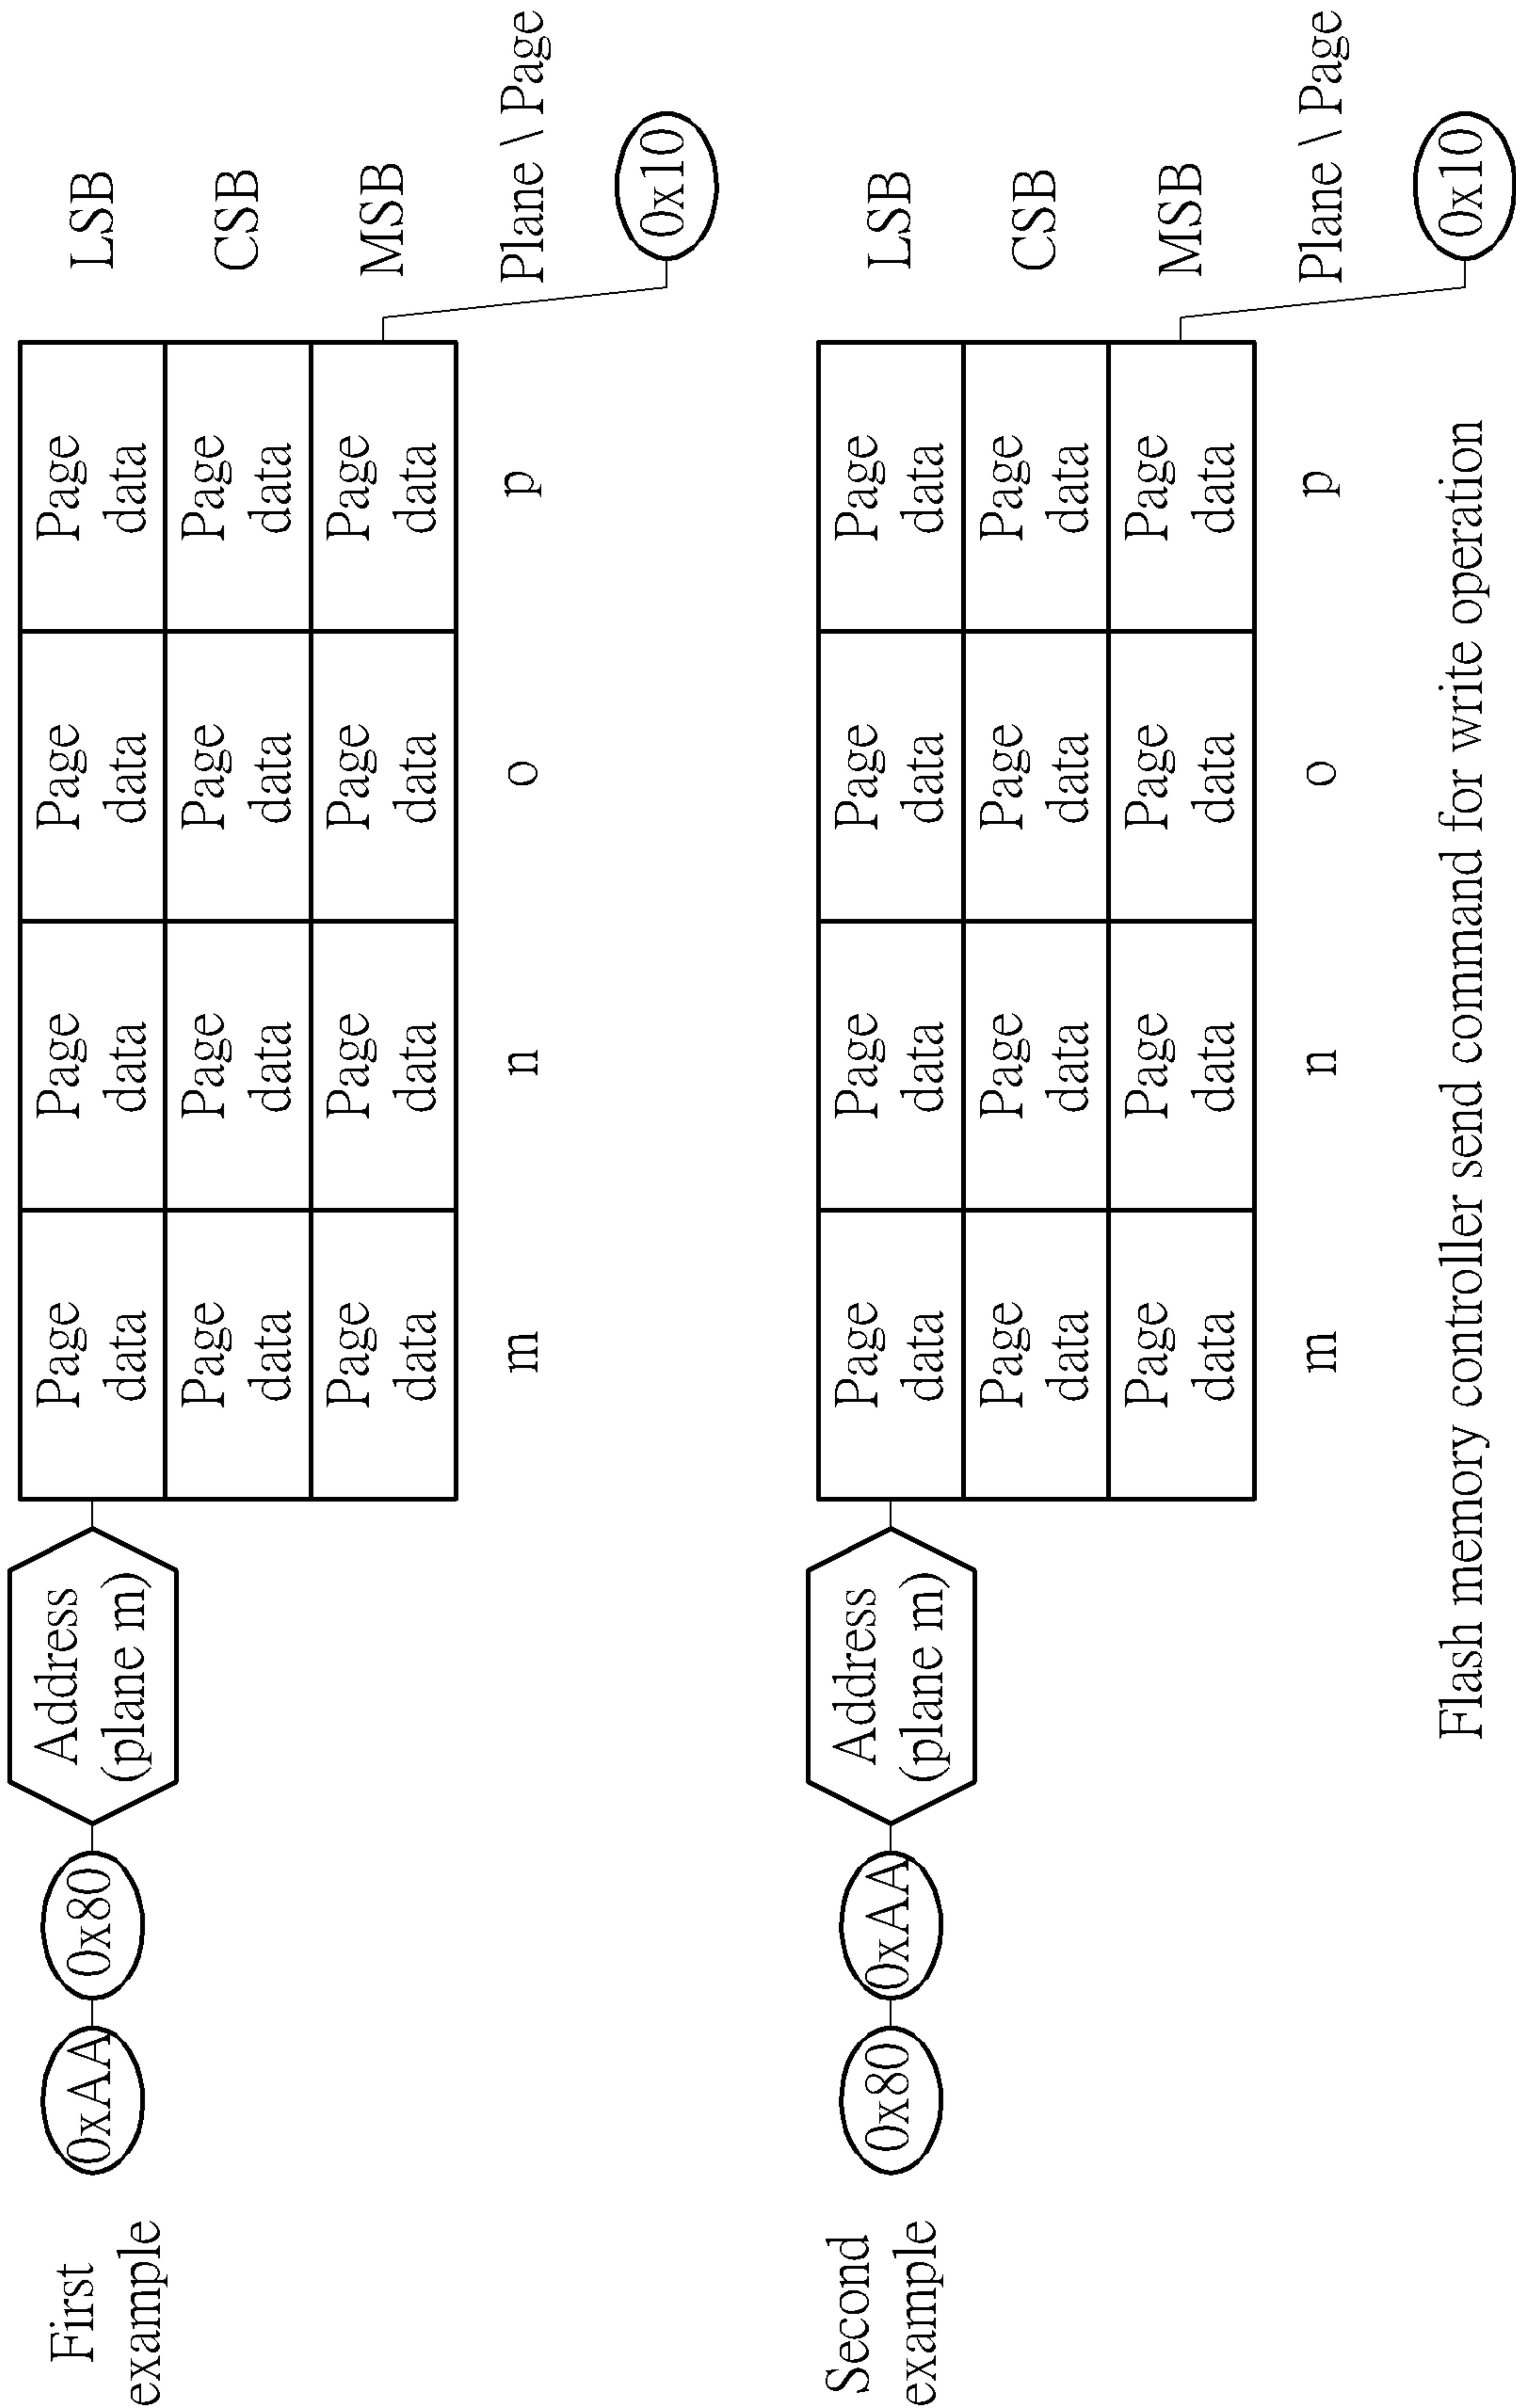 First
example
0xAA
0x80
Address
(plane m)
Page
data
Page
data
Page
data
Page
data
LSB
Page
data
Page
data
Page
data
Page
data
CSB
Page
data
Page
data
Page
data
Page
data
MSB
m
n
o
p
Plane \ Page
0x10
Second
example
0x80
0xAA
Address
(plane m)
Page
data
Page
data
Page
data
Page
data
LSB
Page
data
Page
data
Page
data
Page
data
CSB
Page
data
Page
data
Page
data
Page
data
MSB
m
n
o
p
Plane \ Page
0x10
Flash memory controller send command for write operation